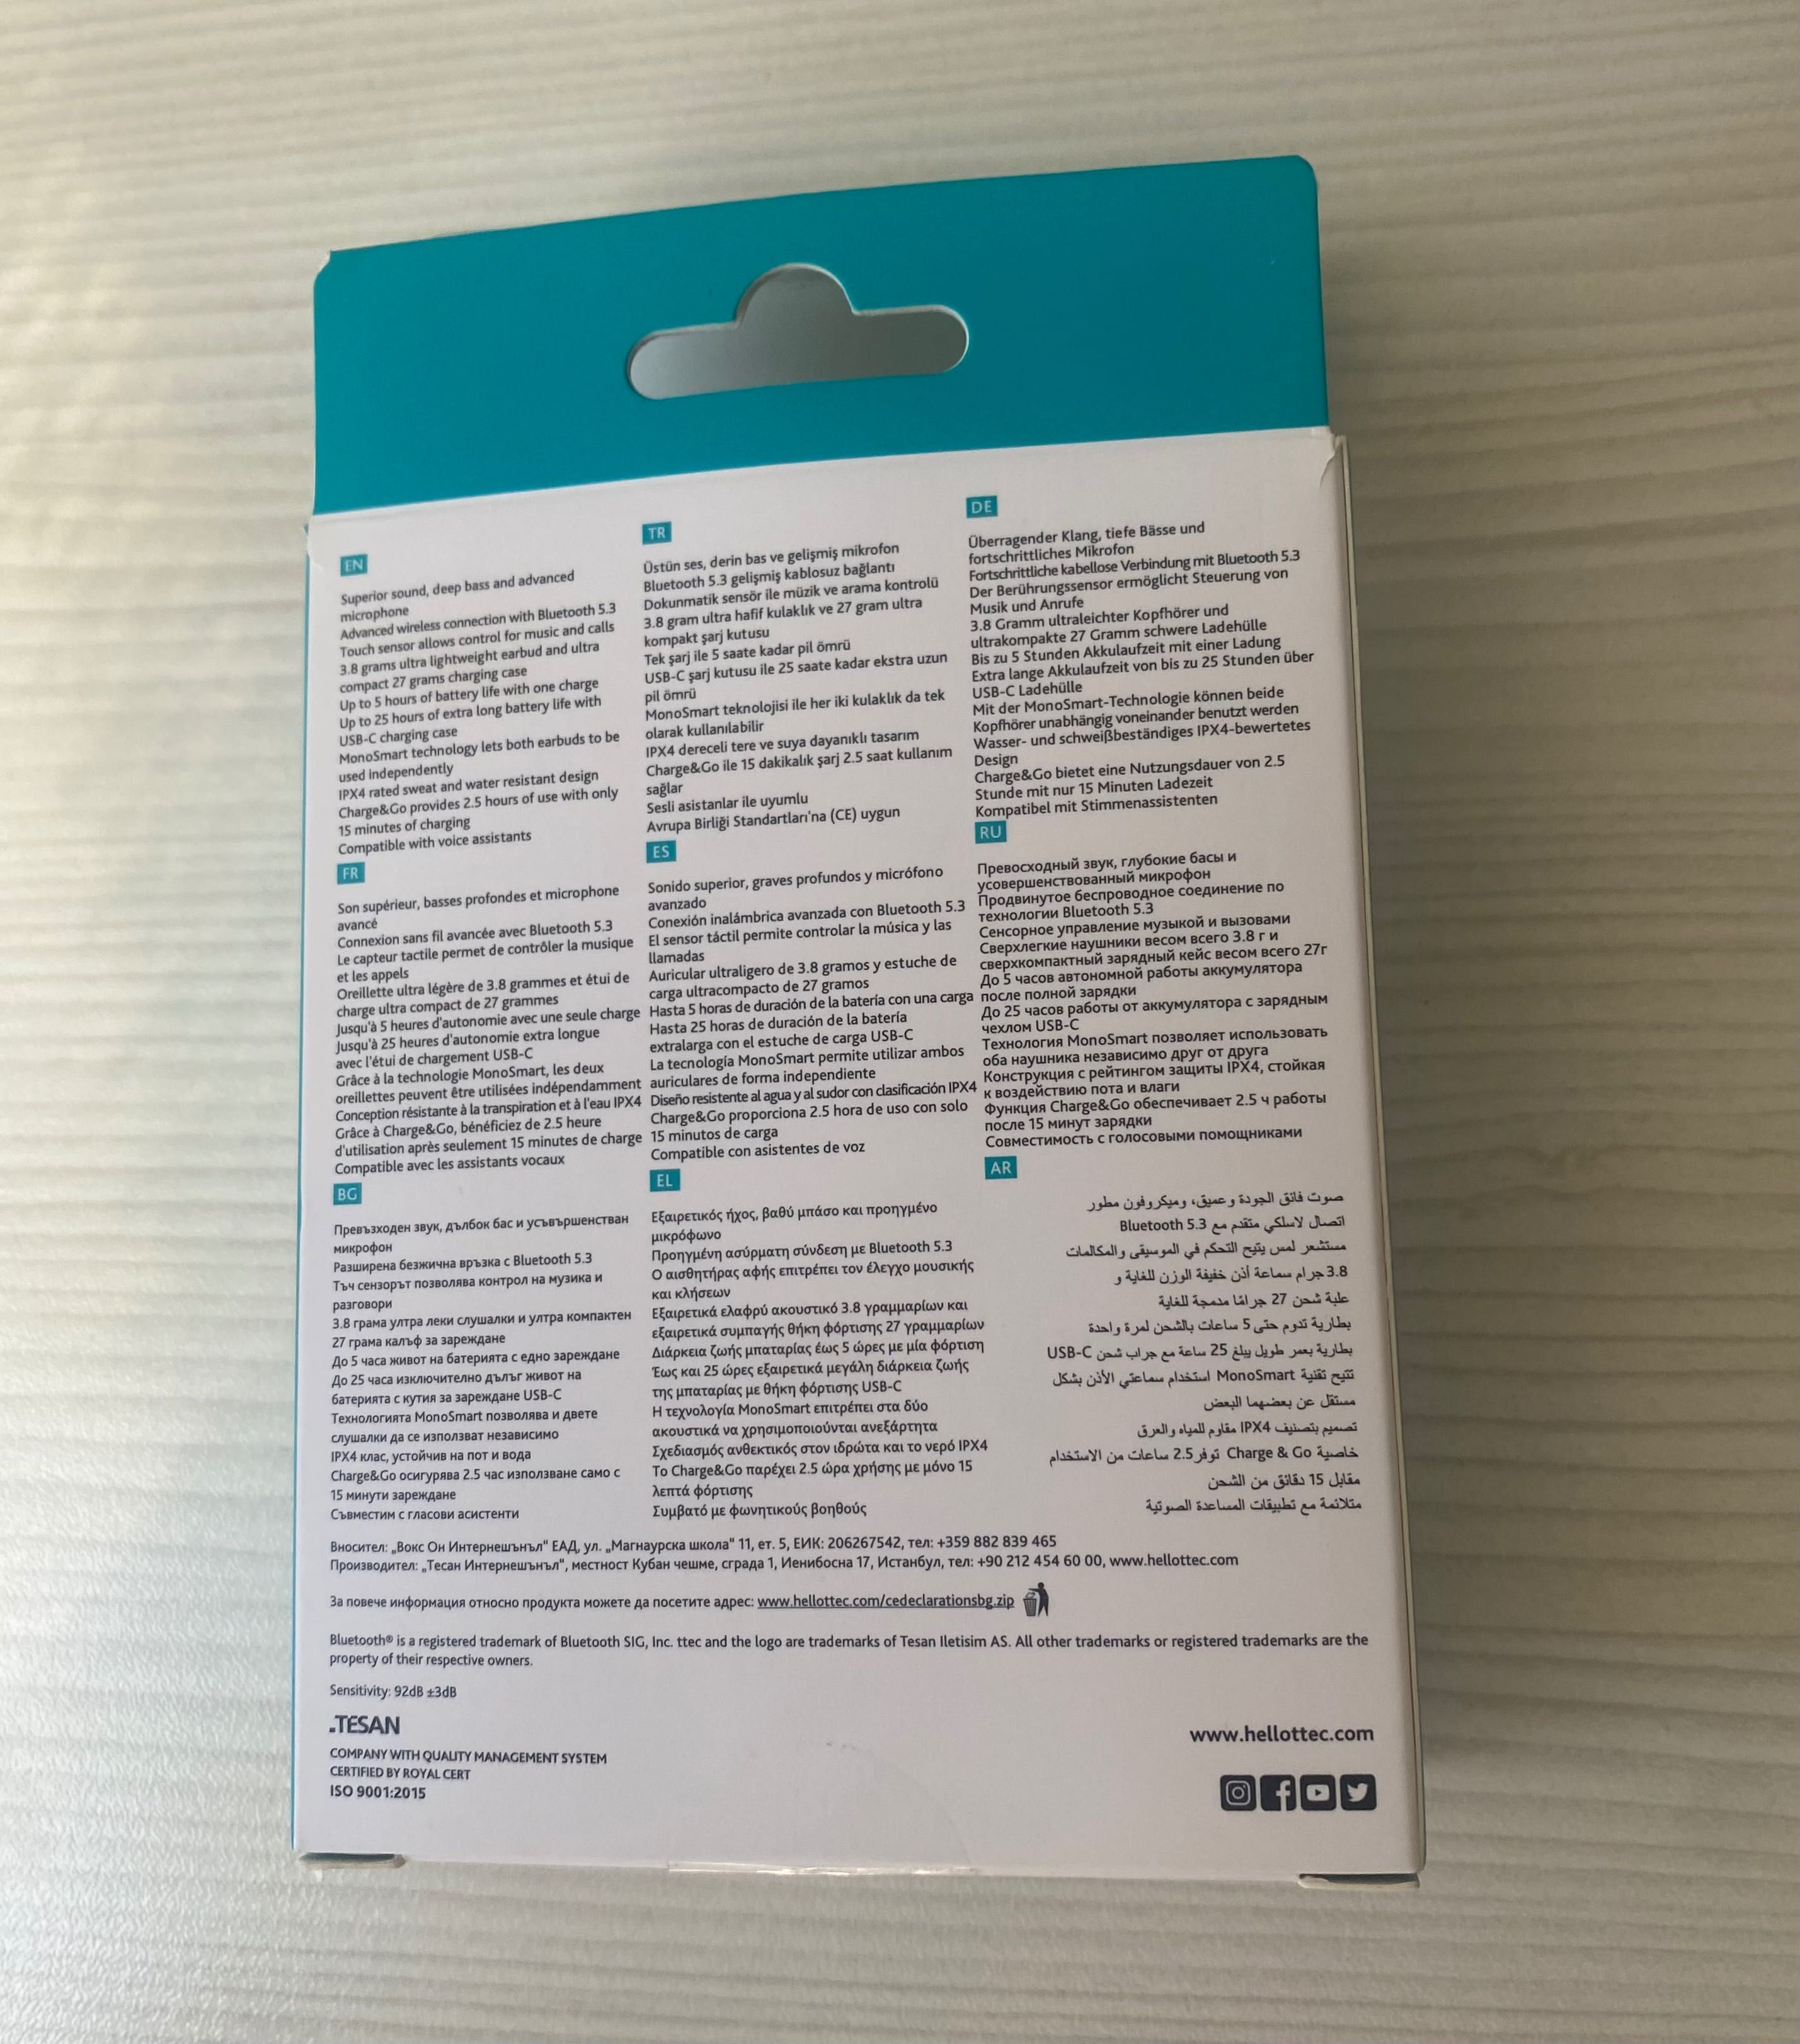 EN
Superior sound, deep bass and advanced
microphone
Advanced wireless connection with Bluetooth 5.3
Touch sensor allows control for music and calls
3.8 grams ultra lightweight earbud and ultra
compact 27 grams charging case
Up to 5 hours of battery life with one charge
Up to 25 hours of extra long battery life with
USB-C charging case
MonoSmart technology lets both earbuds to be
used independently
IPX4 rated sweat and water resistant design
Charge&Go provides 2.5 hours of use with only
15 minutes of charging
Compatible with voice assistants
TR
Üstün ses, derin bas ve gelişmiş mikrofon
Bluetooth 5.3 gelişmiş kablosuz bağlantı
Dokunmatik sensör ile müzik ve arama kontrolü
3.8 gram ultra hafif kulaklık ve 27 gram ultra
kompakt şarj kutusu
Tek şarj ile 5 saate kadar pil ömrü
USB-C şarj kutusu ile 25 saate kadar ekstra uzun
pil ömrü
MonoSmart teknolojisi ile her iki kulaklık da tek
olarak kullanılabilir
IPX4 dereceli tere ve suya dayanıklı tasarım
Charge&Go ile 15 dakikalık şarj 2.5 saat kullanım
sağlar
Sesli asistanlar ile uyumlu
Avrupa Birliği Standartları'na (CE) uygun
DE
Überragender Klang, tiefe Bässe und
fortschrittliches Mikrofon
Fortschrittliche kabellose Verbindung mit Bluetooth 5.3
Der Berührungssensor ermöglicht Steuerung von
Musik und Anrufe
3.8 Gramm ultraleichter Kopfhörer und
ultrakompakte 27 Gramm schwere Ladehülle
Bis zu 5 Stunden Akkulaufzeit mit einer Ladung
Extra lange Akkulaufzeit von bis zu 25 Stunden über
USB-C Ladehülle
Mit der MonoSmart-Technologie können beide
Kopfhörer unabhängig voneinander benutzt werden
Wasser- und schweißbeständiges IPX4-bewertetes
Design
Charge&Go bietet eine Nutzungsdauer von 2.5
Stunde mit nur 15 Minuten Ladezeit
Kompatibel mit Stimmenassistenten
FR
Son supérieur, basses profondes et microphone
avancé
Connexion sans fil avancée avec Bluetooth 5.3
Le capteur tactile permet de contrôler la musique
et les appels
Oreillette ultra légère de 3.8 grammes et étui de
charge ultra compact de 27 grammes
Jusqu'à 5 heures d'autonomie avec une seule charge
Jusqu'à 25 heures d'autonomie extra longue
avec l'étui de chargement USB-C
Grâce à la technologie MonoSmart, les deux
oreillettes peuvent être utilisées indépendamment
Conception résistante à la transpiration et à l'eau IPX4
Grâce à Charge&Go, bénéficiez de 2.5 heure
d'utilisation après seulement 15 minutes de charge
Compatible avec les assistants vocaux
ES
Sonido superior, graves profundos y micrófono
avanzado
Conexión inalámbrica avanzada con Bluetooth 5.3
El sensor táctil permite controlar la música y las
llamadas
Auricular ultraligero de 3.8 gramos y estuche de
carga ultracompacto de 27 gramos
Hasta 5 horas de duración de la batería con una carga
Hasta 25 horas de duración de la batería
extralarga con el estuche de carga USB-C
La tecnología MonoSmart permite utilizar ambos
auriculares de forma independiente
Diseño resistente al agua y al sudor con clasificación IPX4
Charge&Go proporciona 2.5 hora de uso con solo
15 minutos de carga
Compatible con asistentes de voz
RU
Превосходный звук, глубокие басы и
усовершенствованный микрофон
Продвинутое беспроводное соединение по
технологии Bluetooth 5.3
Сенсорное управление музыкой и вызовами
Сверхлегкие наушники весом всего 3.8 г и
сверхкомпактный зарядный кейс весом всего 27г
До 5 часов автономной работы аккумулятора
после полной зарядки
До 25 часов работы от аккумулятора с зарядным
чехлом USB-C
Технология MonoSmart позволяет использовать
оба наушника независимо друг от друга
Конструкция с рейтингом защиты IPX4, стойкая
к воздействию пота и влаги
Функция Charge&Go обеспечивает 2.5 ч работы
после 15 минут зарядки
Совместимость с голосовыми помощниками
BG
Превъзходен звук, дълбок бас и усъвършенстван
микрофон
Разширена безжична връзка с Bluetooth 5.3
Тъч сензорът позволява контрол на музика и
разговори
3.8 грама ултра леки слушалки и ултра компактен
27 грама калъф за зареждане
До 5 часа живот на батерията с едно зареждане
До 25 часа изключително дълъг живот на
батерията с кутия за зареждане USB-C
Технологията MonoSmart позволява и двете
слушалки да се използват независимо
IPX4 клас, устойчив на пот и вода
Charge&Go осигурява 2.5 час използване само с
15 минути зареждане
Съвместим с гласови асистенти
EL
Εξαιρετικός ήχος, βαθύ μπάσο και προηγμένο
μικρόφωνο
Προηγμένη ασύρματη σύνδεση με Bluetooth 5.3
Ο αισθητήρας αφής επιτρέπει τον έλεγχο μουσικής
και κλήσεων
Εξαιρετικά ελαφρύ ακουστικό 3.8 γραμμαρίων και
εξαιρετικά συμπαγής θήκη φόρτισης 27 γραμμαρίων
Διάρκεια ζωής μπαταρίας έως 5 ώρες με μία φόρτιση
Έως και 25 ώρες εξαιρετικά μεγάλη διάρκεια ζωής
της μπαταρίας με θήκη φόρτισης USB-C
Η τεχνολογία MonoSmart επιτρέπει στα δύο
ακουστικά να χρησιμοποιούνται ανεξάρτητα
Σχεδιασμός ανθεκτικός στον ιδρώτα και το νερό IPX4
Το Charge&Go παρέχει 2.5 ώρα χρήσης με μόνο 15
λεπτά φόρτισης
Συμβατό με φωνητικούς βοηθούς
AR
صوت فائق الجودة وعميق، وميكروفون مطور
اتصال لاسلكي متقدم مع Bluetooth 5.3
مستشعر لمس يتيح التحكم في الموسيقى والمكالمات
3.8 جرام سماعة أذن خفيفة الوزن للغاية و
علبة شحن 27 جرامًا مدمجة للغاية
بطارية تدوم حتى 5 ساعات بالشحن لمرة واحدة
بطارية بعمر طويل يبلغ 25 ساعة مع جراب شحن USB-C
تتيح تقنية MonoSmart استخدام سماعتي الأذن بشكل
مستقل عن بعضهما البعض
تصميم بتصنيف IPX4 مقاوم للمياه والعرق
خاصية Charge & Go توفر 2.5 ساعات من الاستخدام
مقابل 15 دقائق من الشحن
متلائمة مع تطبيقات المساعدة الصوتية
Вносител: „Вокс Он Интернешънъл" ЕАД, ул. „Магнаурска школа" 11, ет. 5, ЕИК: 206267542, тел: +359 882 839 465
Производител: „Тесан Интернешънъл", местност Кубан чешме, сграда 1, Иенибосна 17, Истанбул, тел: +90 212 454 60 00, www.hellottec.com
За повече информация относно продукта можете да посетите адрес: www.hellottec.com/cedeclarationsbg.zip
Bluetooth® is a registered trademark of Bluetooth SIG, Inc. ttec and the logo are trademarks of Tesan Iletisim AS. All other trademarks or registered trademarks are the
property of their respective owners.
Sensitivity: 92dB ±3dB
.TESAN
COMPANY WITH QUALITY MANAGEMENT SYSTEM
CERTIFIED BY ROYAL CERT
ISO 9001:2015
www.hellottec.com